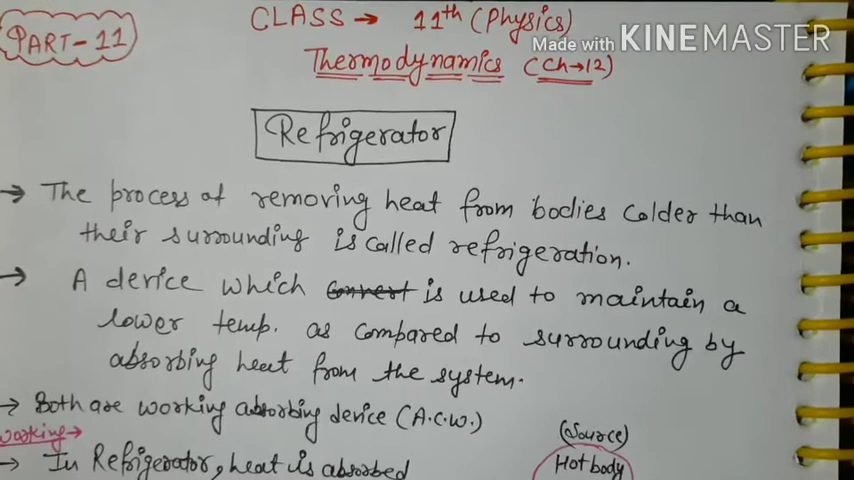 PART-11
CLASS → 11th (Physics)
Made with KINEMASTER
Thermodynamics (Ch→12)
Refrigerator
→ The process of removing heat from bodies colder than
their surrounding is called refrigeration.
→ A device which convert is used to maintain a
lower temp. as compared to surrounding by
absorbing heat from the system.
→ Both are working absorbing device (A.C.W.)
working→
(Source)
→ In Refrigerator, heat is absorbed
Hot body